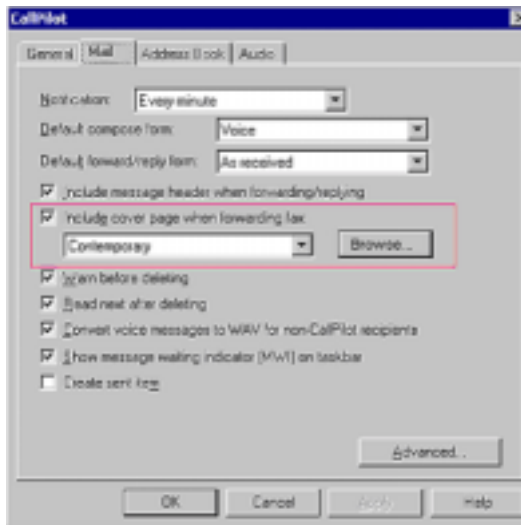 CallPilot
General Mail Address Book Audio
Notification: Every minute
Default compose form: Voice
Default forward/reply form: As received
Include message header when forwarding/replying
Include cover page when forwarding fax
Contemporary Browse...
Warn before deleting
Read next after deleting
Convert voice messages to WAV for non-CallPilot recipients
Show message waiting indicator (MWI) on taskbar
Create sent item
Advanced...
OK Cancel Apply Help